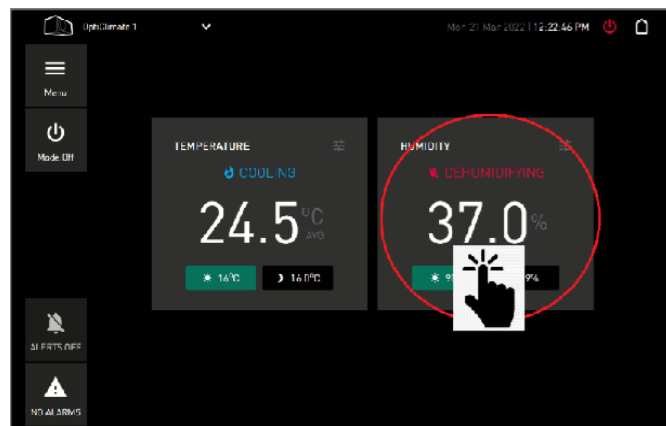 OptiClimate 1
Mon 21 Mar 2022 | 12:22:46 PM
Menu
Mode: Off
TEMPERATURE
COOLING
24.5°C
AVG
16°C
16.0°C
HUMIDITY
DEHUMIDIFYING
37.0%
ALERTS OFF
NO ALARMS